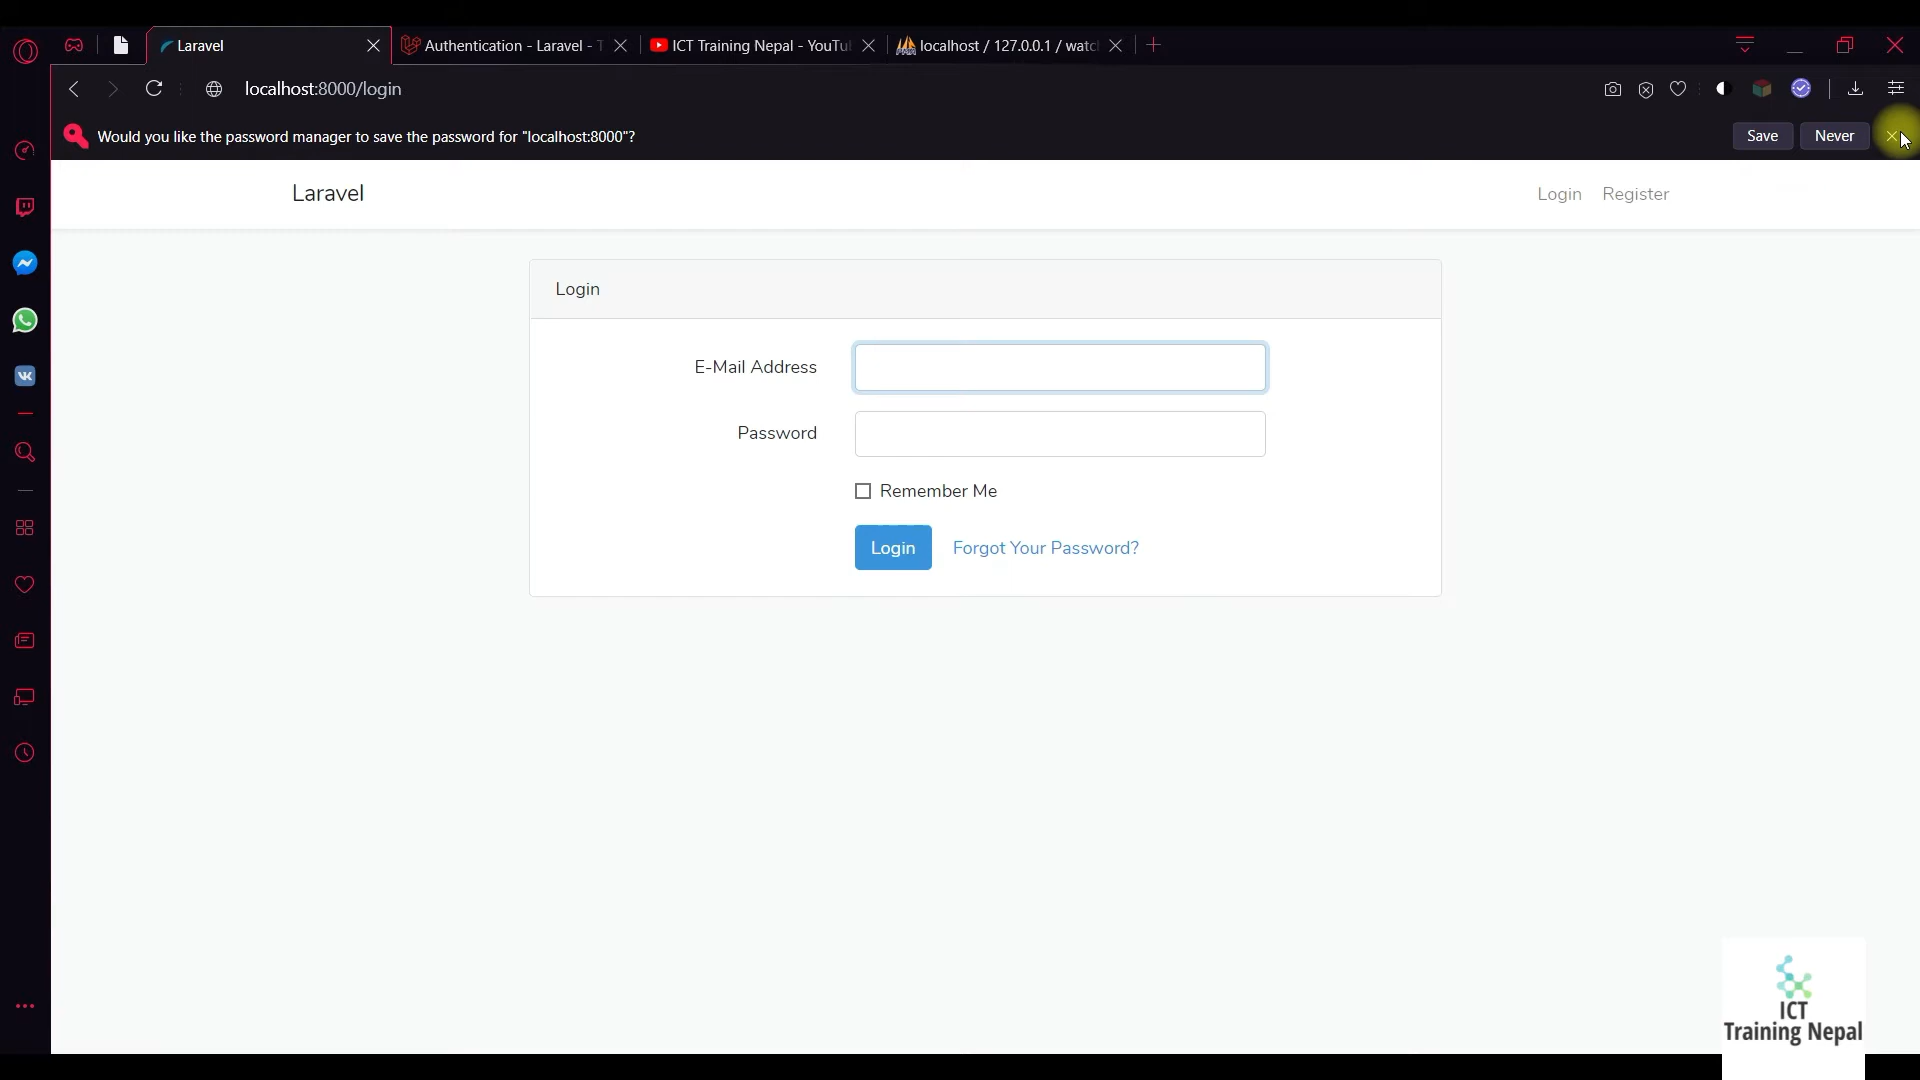 Laravel
Authentication - Laravel -
ICT Training Nepal - YouTu
localhost / 127.0.0.1 / watc
localhost:8000/login
Would you like the password manager to save the password for "localhost:8000"?
Save
Never
Laravel
Login
Register
Login
E-Mail Address
Password
Remember Me
Login
Forgot Your Password?
ICT
Training Nepal